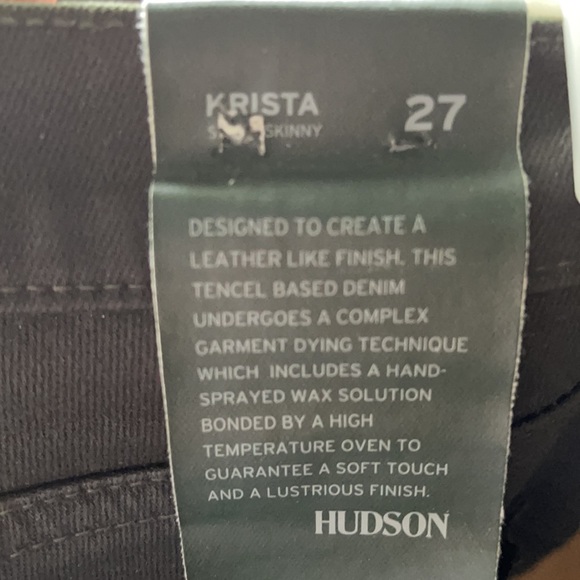 KRISTA 27
SKINNY
DESIGNED TO CREATE A
LEATHER LIKE FINISH. THIS
TENCEL BASED DENIM
UNDERGOES A COMPLEX
GARMENT DYING TECHNIQUE
WHICH INCLUDES A HAND-
SPRAYED WAX SOLUTION
BONDED BY A HIGH
TEMPERATURE OVEN TO
GUARANTEE A SOFT TOUCH
AND A LUSTRIOUS FINISH.
HUDSON